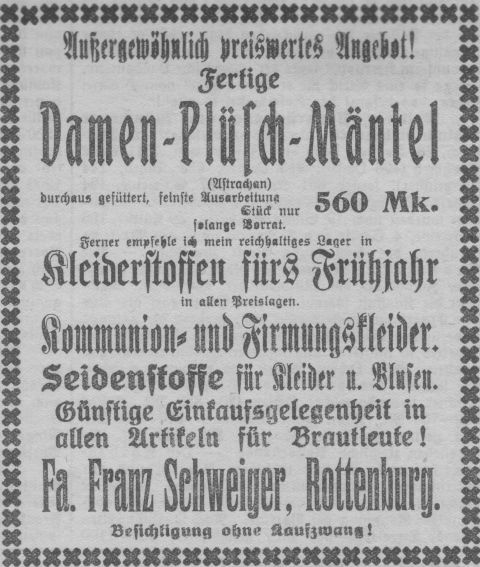 Außergewöhnlich preiswertes Angebot!
Fertige
Damen-Plüsch-Mäntel
(Astrachan)
durchaus gefüttert, feinste Ausarbeitung
Stück nur 560 Mk.
solange Vorrat.
Ferner empfehle ich mein reichhaltiges Lager in
Kleiderstoffen fürs Frühjahr
in allen Preislagen.
Kommunion- und Firmungskleider.
Seidenstoffe für Kleider u. Blusen.
Günstige Einkaufsgelegenheit in
allen Artikeln für Brautleute!
Fa. Franz Schweiger, Rottenburg.
Besichtigung ohne Kaufzwang!